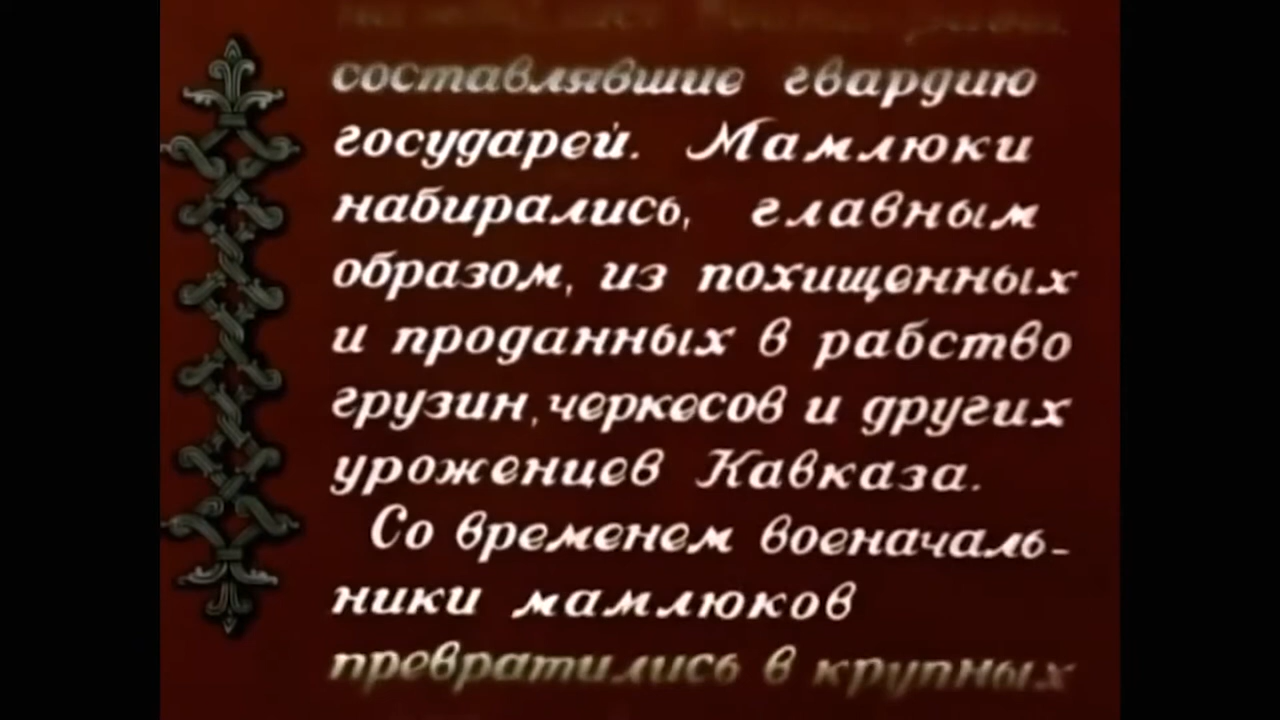 составлявшие гвардию
государей. Мамлюки
набирались, главным
образом, из похищенных
и проданных в рабство
грузин, черкесов и других
уроженцев Кавказа.
Со времением военачаль-
ники мамлюков
превратились в крупных